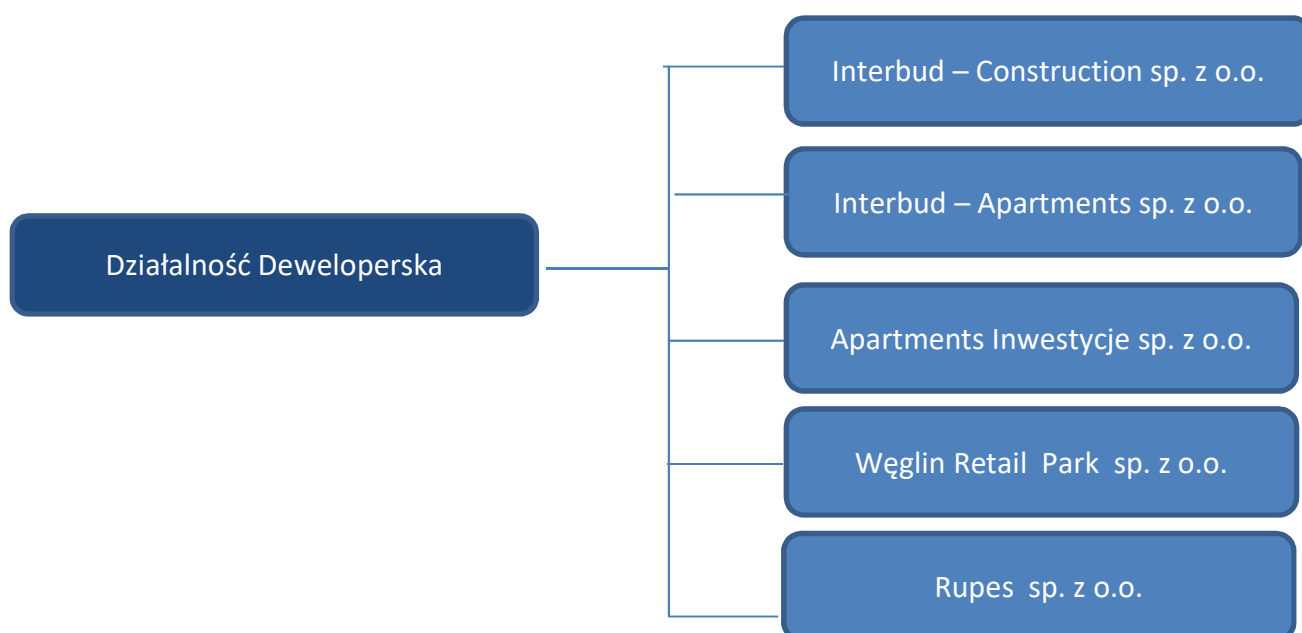 Działalność Deweloperska
Interbud – Construction sp. z o.o.
Interbud – Apartments sp. z o.o.
Apartments Inwestycje sp. z o.o.
Węglin Retail  Park  sp. z o.o.
Rupes  sp. z o.o.